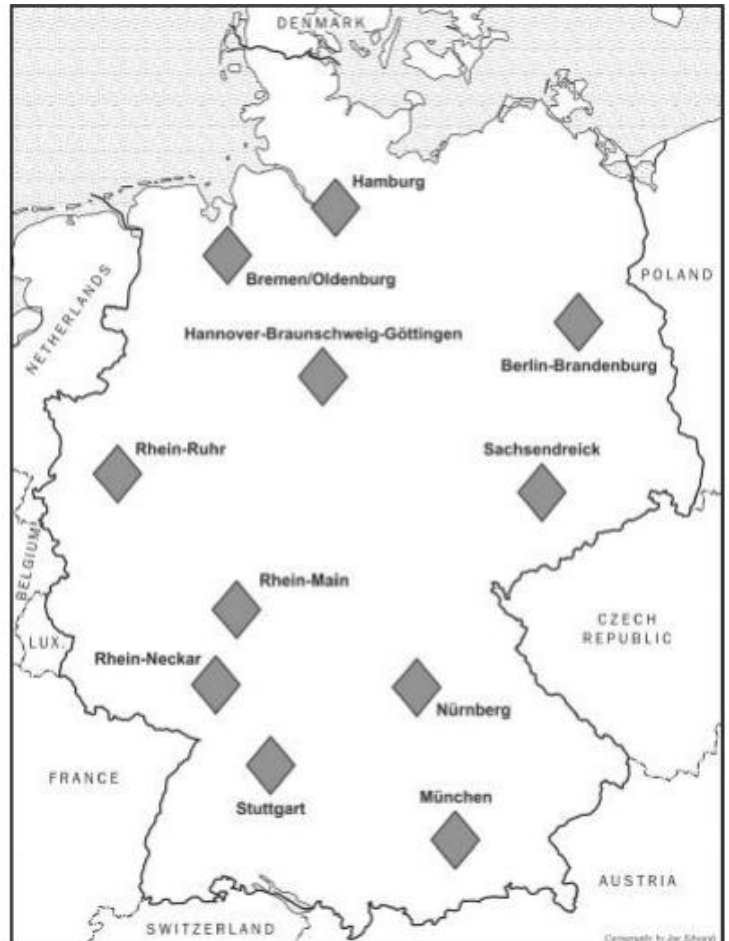 DENMARK
Hamburg
Bremen/Oldenburg
POLAND
NETHERLANDS
Hannover-Braunschweig-Göttingen
Berlin-Brandenburg
Rhein-Ruhr
Sachsendreick
BELGIUM
Rhein-Main
CZECH
REPUBLIC
LUX.
Rhein-Neckar
Nürnberg
FRANCE
Stuttgart
München
AUSTRIA
SWITZERLAND